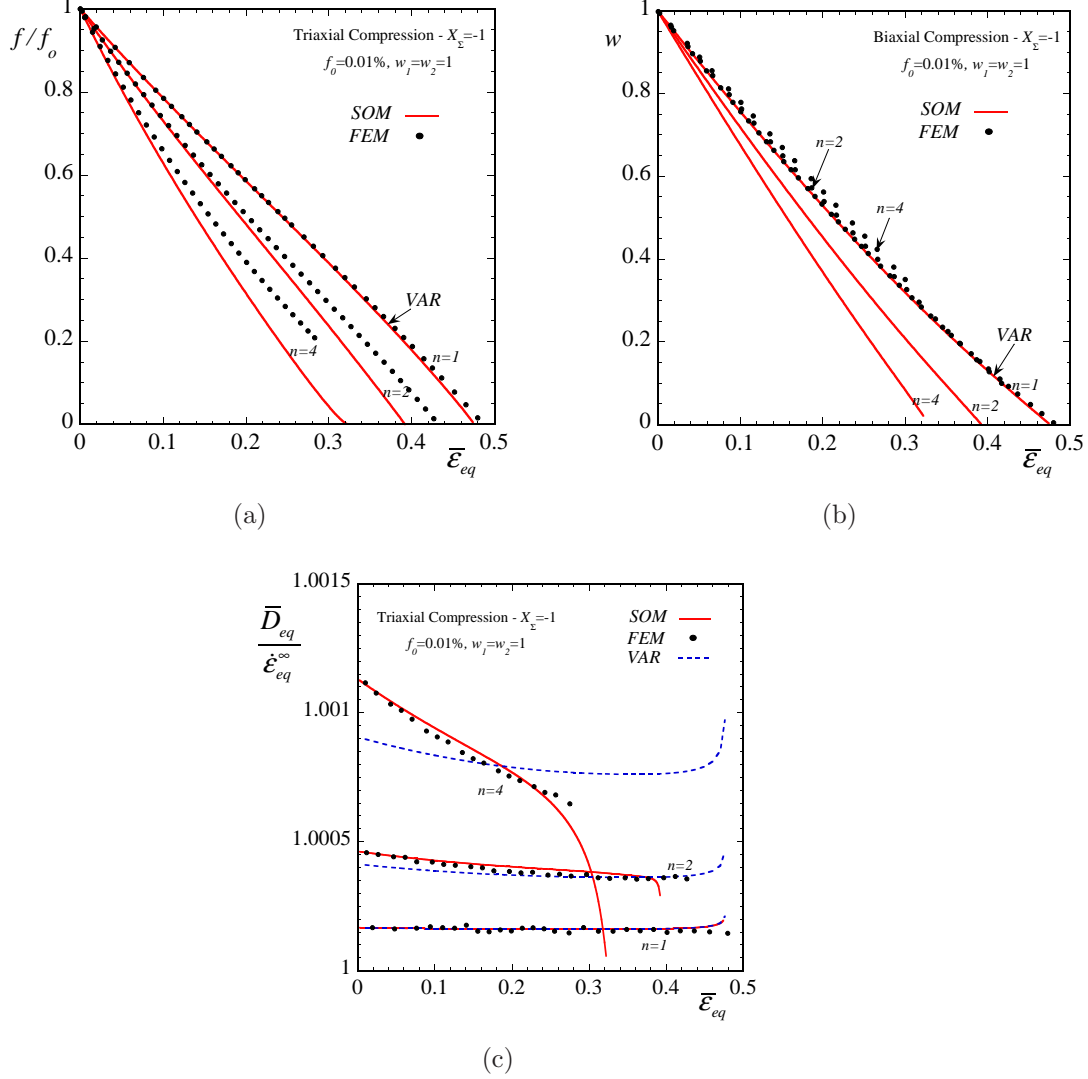 f/f_o
Triaxial Compression - X_Σ=-1
f_0=0.01%, w_1=w_2=1
SOM
FEM
VAR
n=1
n=2
n=4
1
0.8
0.6
0.4
0.2
0
0 0.1 0.2 0.3 0.4 0.5
ε̅_eq
(a)
w
Biaxial Compression - X_Σ=-1
f_0=0.01%, w_1=w_2=1
SOM
FEM
n=2
n=4
VAR
n=1
n=2
n=4
1
0.8
0.6
0.4
0.2
0
0 0.1 0.2 0.3 0.4 0.5
ε̅_eq
(b)
D̅_eq
ε̇_eq^∞
Triaxial Compression - X_Σ=-1
f_0=0.01%, w_1=w_2=1
SOM
FEM
VAR
n=4
n=2
n=1
1.0015
1.001
1.0005
1
0 0.1 0.2 0.3 0.4 0.5
ε̅_eq
(c)